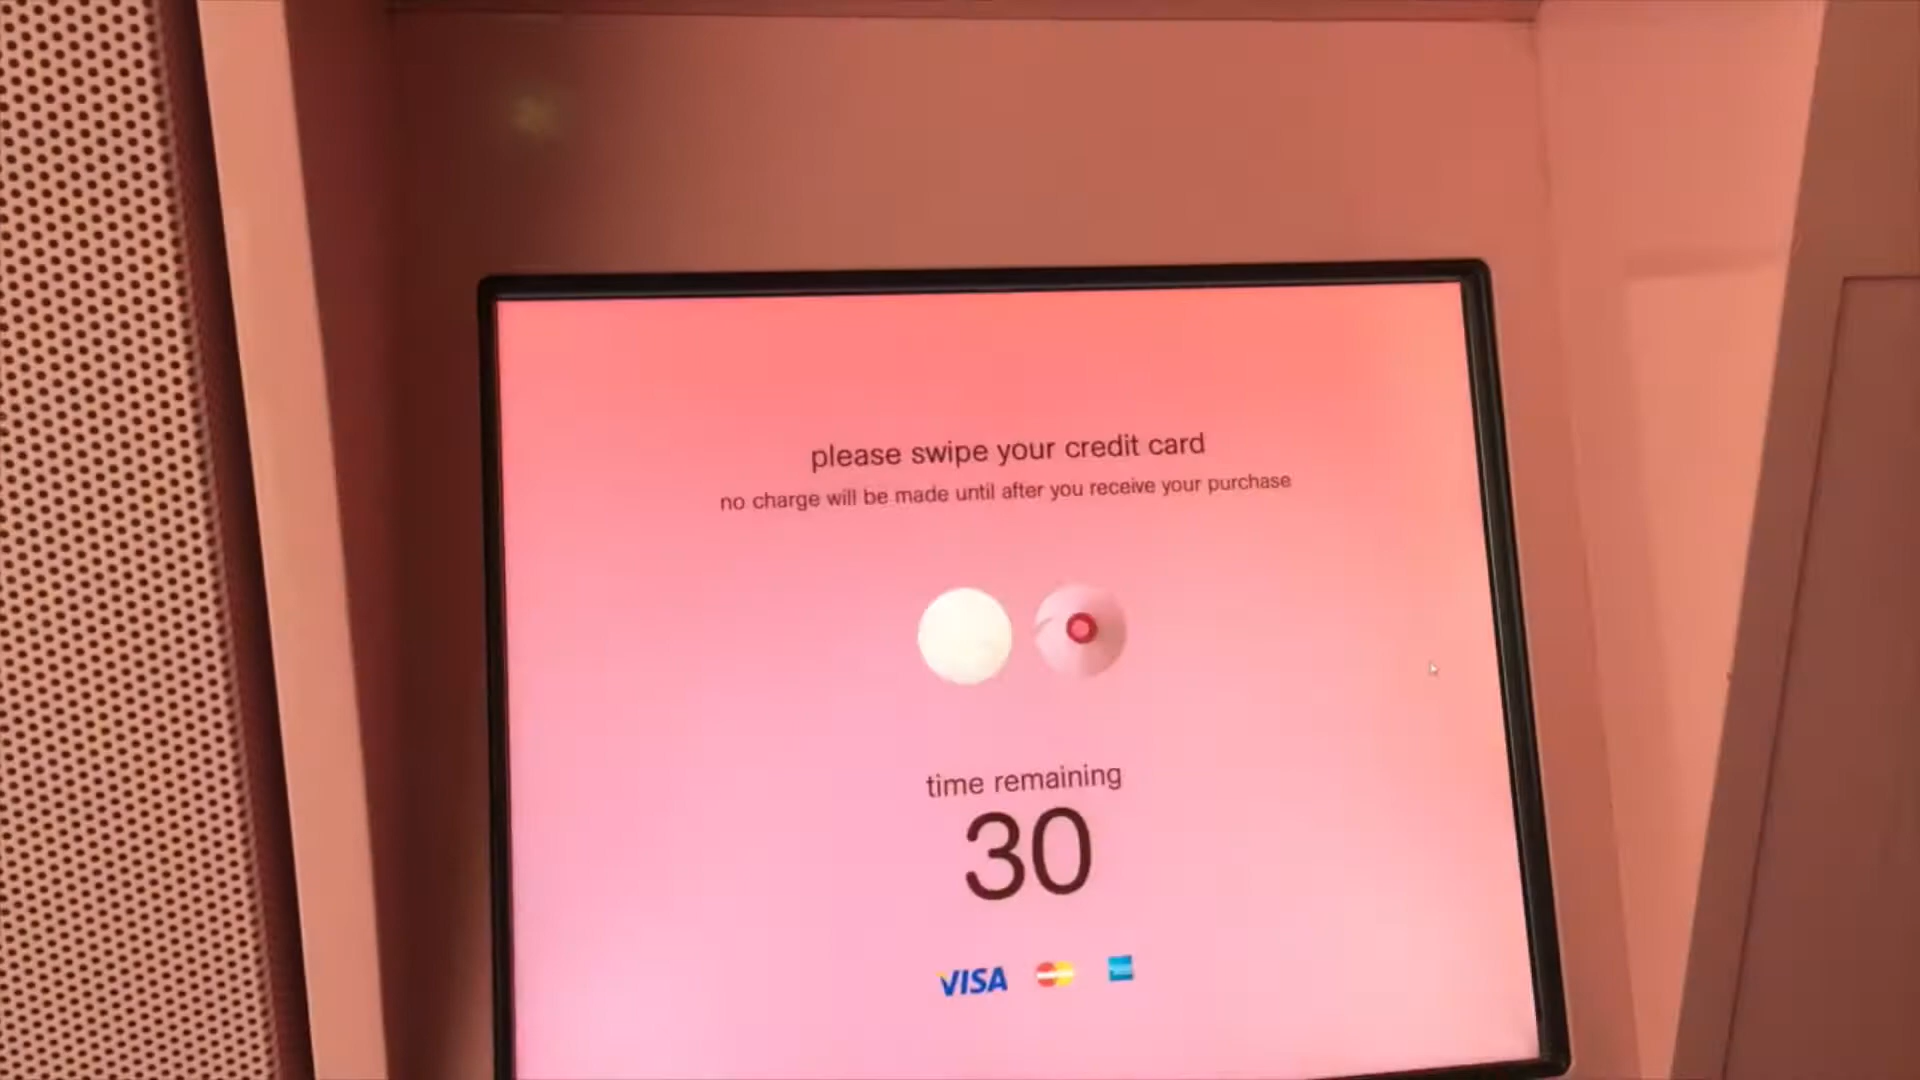 please swipe your credit card
no charge will be made until after you receive your purchase
time remaining
30
VISA